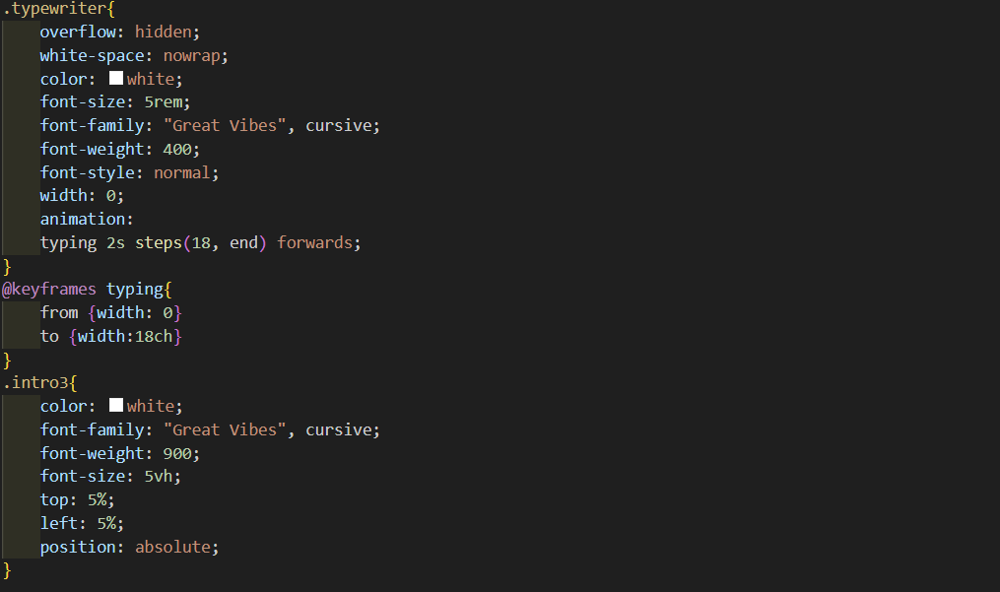 .typewriter{
    overflow: hidden;
    white-space: nowrap;
    color: white;
    font-size: 5rem;
    font-family: "Great Vibes", cursive;
    font-weight: 400;
    font-style: normal;
    width: 0;
    animation:
    typing 2s steps(18, end) forwards;
}
@keyframes typing{
    from {width: 0}
    to {width:18ch}
}
.intro3{
    color: white;
    font-family: "Great Vibes", cursive;
    font-weight: 900;
    font-size: 5vh;
    top: 5%;
    left: 5%;
    position: absolute;
}